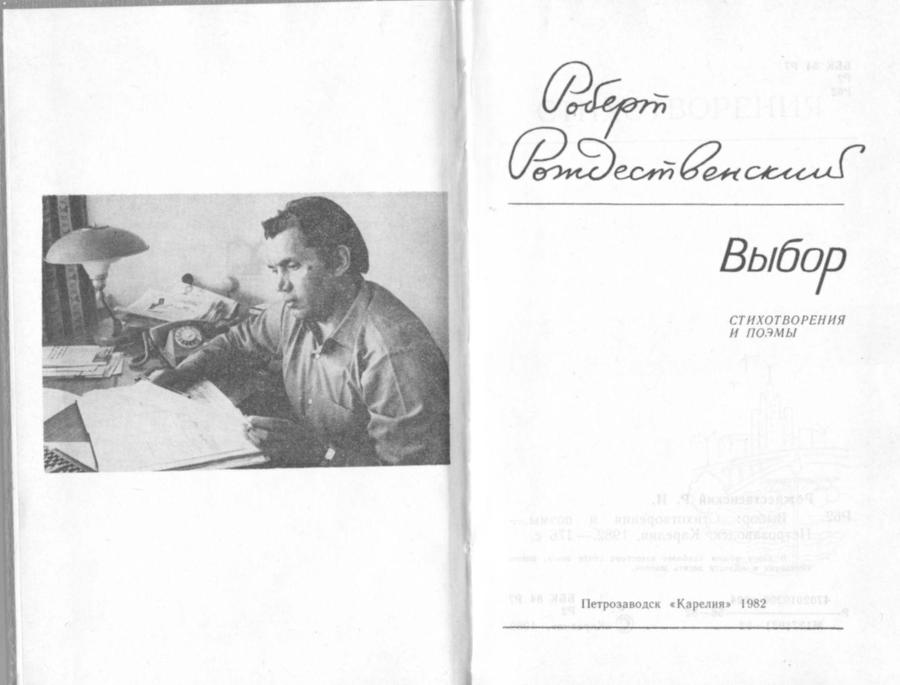 Роберт
Рождественский
Выбор
СТИХОТВОРЕНИЯ
И ПОЭМЫ
Петрозаводск «Карелия» 1982